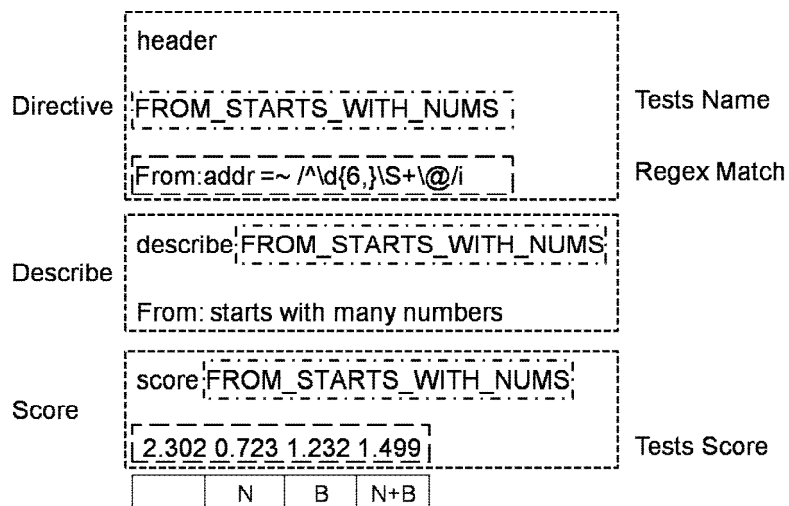 header
Directive FROM_STARTS_WITH_NUMS Tests Name
From:addr =~ /^\d{6,}\S+\@/i Regex Match
describe FROM_STARTS_WITH_NUMS
Describe
From: starts with many numbers
score FROM_STARTS_WITH_NUMS
Score
2.302 0.723 1.232 1.499 Tests Score
N B N+B